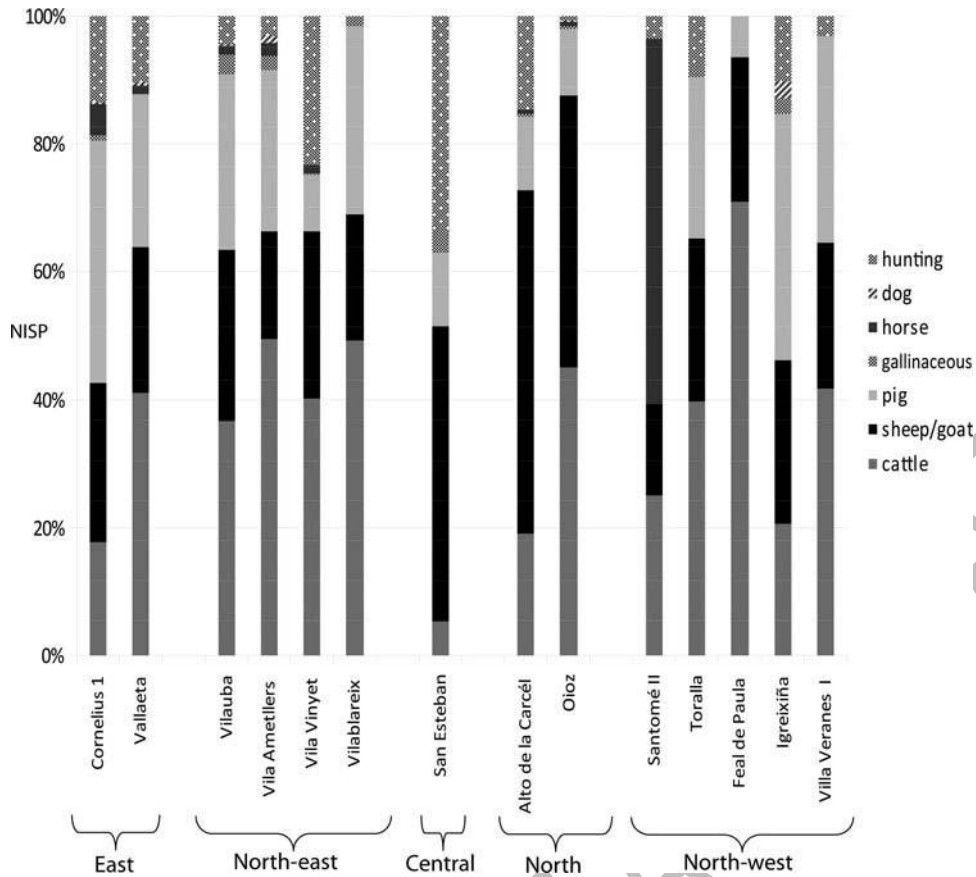 100%
80%
60%
NISP
40%
20%
0%
hunting
dog
horse
gallinaceous
pig
sheep/goat
cattle
Cornelius 1
Vallaeta
Vilauba
Vila Ametllers
Vila Vinyet
Vilablareix
San Esteban
Alto de la Carcél
Oioz
Santomé II
Toralla
Feal de Paula
Igreixiña
Villa Veranes I
East
North-east
Central
North
North-west